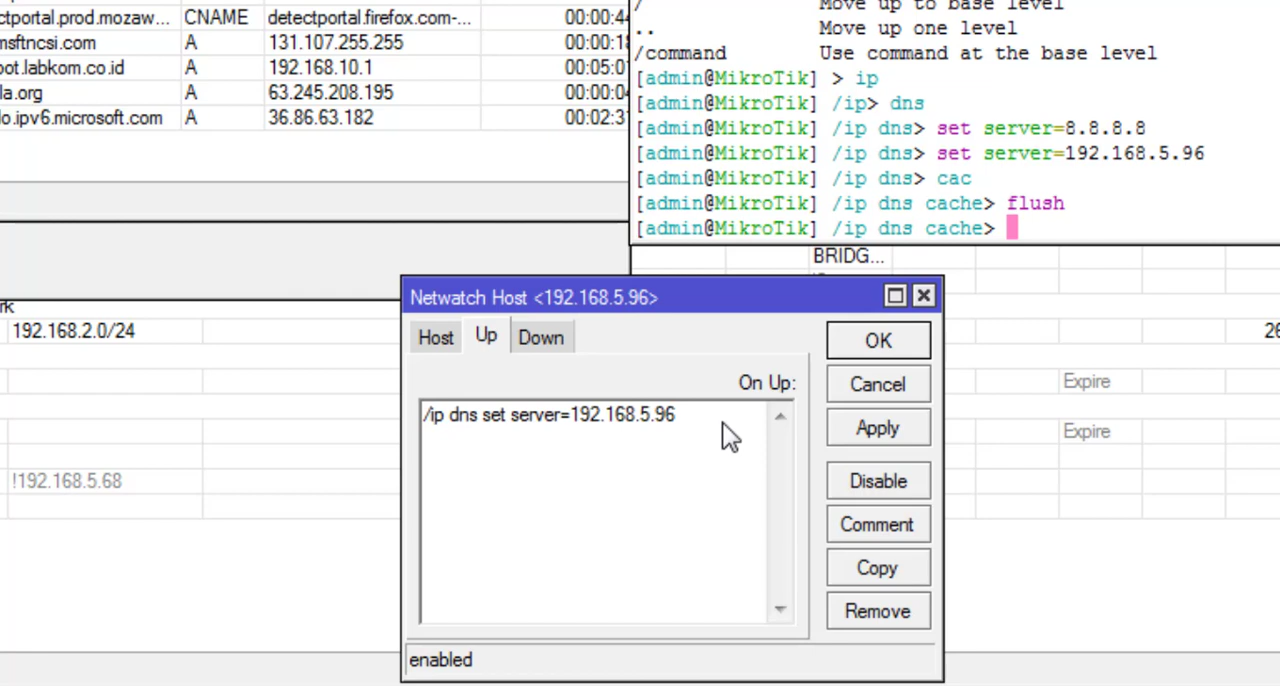 ctportal.prod.mozaw... CNAME detectportal.firefox.com-... 00:00:44
msftncsi.com A 131.107.255.255 00:00:18
oot.labkom.co.id A 192.168.10.1 00:05:01
la.org A 63.245.208.195 00:00:04
lo.ipv6.microsoft.com A 36.86.63.182 00:02:31
/ Move up to base level
.. Move up one level
/command Use command at the base level
[admin@MikroTik] > ip
[admin@MikroTik] /ip> dns
[admin@MikroTik] /ip dns> set server=8.8.8.8
[admin@MikroTik] /ip dns> set server=192.168.5.96
[admin@MikroTik] /ip dns> cac
[admin@MikroTik] /ip dns cache> flush
[admin@MikroTik] /ip dns cache>
BRIDG...
rk
192.168.2.0/24 26
Expire
Expire
!192.168.5.68
Netwatch Host <192.168.5.96>
Host Up Down
On Up:
/ip dns set server=192.168.5.96
OK
Cancel
Apply
Disable
Comment
Copy
Remove
enabled